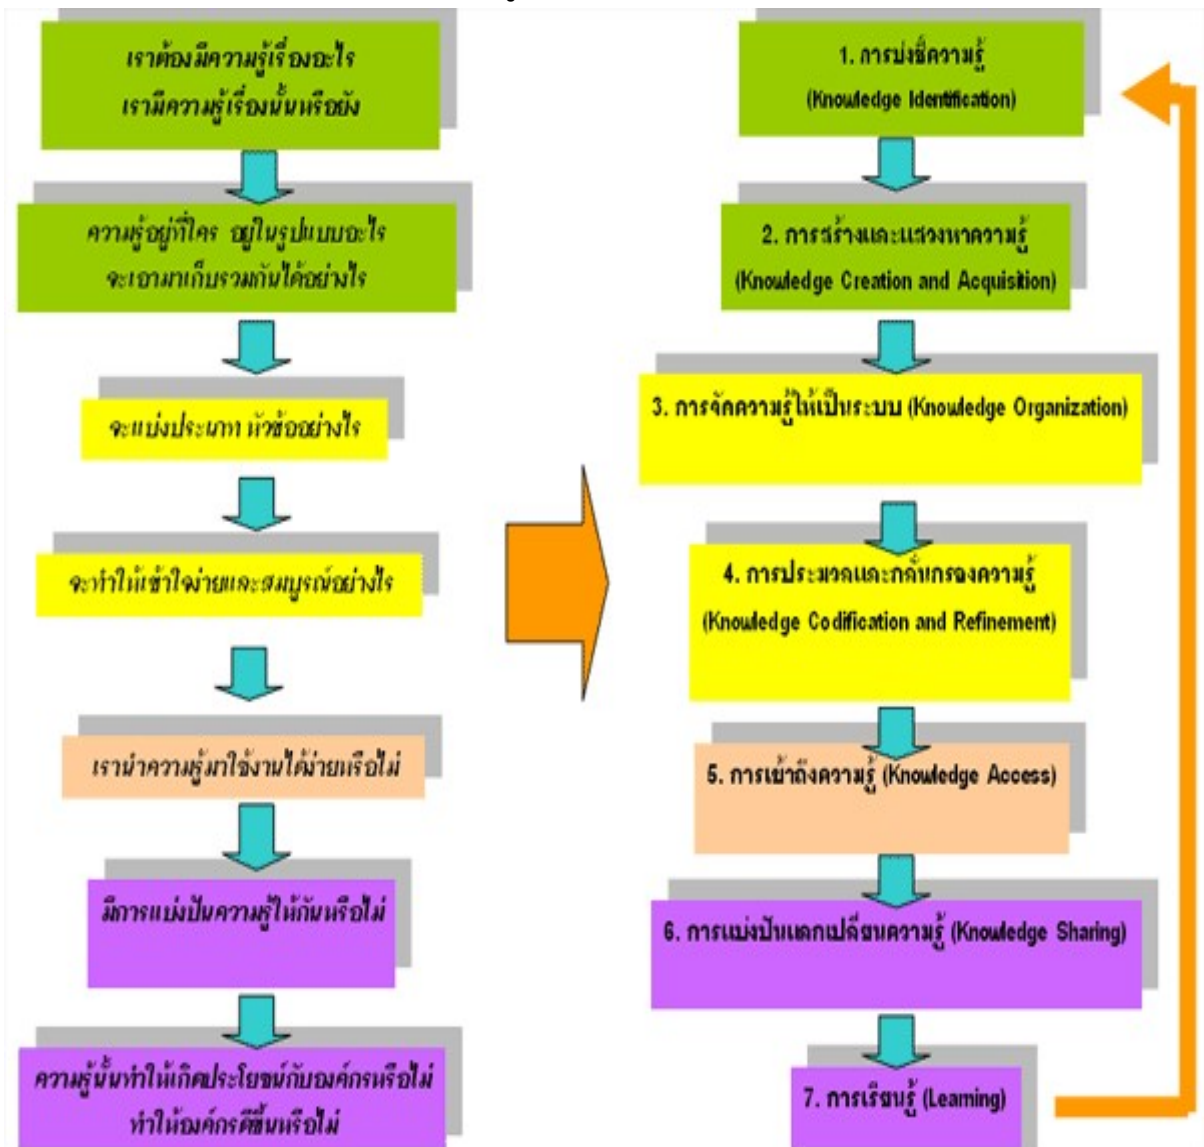 เราต้องมีความรู้เรื่องอะไร
เรามีความรู้เรื่องนั้นหรือยัง
ความรู้อยู่ที่ใคร อยู่ในรูปแบบอะไร
จะเอามาเก็บรวมกันได้อย่างไร
จะแบ่งประเภท หัวข้ออย่างไร
จะทำให้เข้าใจง่ายและสมบูรณ์อย่างไร
เรานำความรู้มาใช้งานได้ง่ายหรือไม่
มีการแบ่งปันความรู้ให้กันหรือไม่
ความรู้นั้นทำให้เกิดประโยชน์กับองค์กรหรือไม่
ทำให้องค์กรดีขึ้นหรือไม่
1. การบ่งชี้ความรู้
(Knowledge Identification)
2. การสร้างและแสวงหาความรู้
(Knowledge Creation and Acquisition)
3. การจัดความรู้ให้เป็นระบบ (Knowledge Organization)
4. การประมวลและกลั่นกรองความรู้
(Knowledge Codification and Refinement)
5. การเข้าถึงความรู้ (Knowledge Access)
6. การแบ่งปันแลกเปลี่ยนความรู้ (Knowledge Sharing)
7. การเรียนรู้ (Learning)